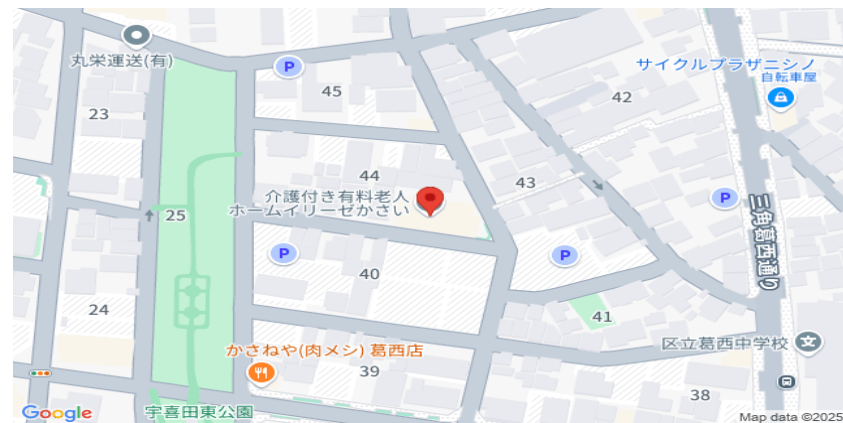 丸栄運送(有)
P
45
サイクルプラザニシノ
自転車屋
42
23
44
43
介護付き有料老人
ホームイリーゼかさい
P
三角葛西通り
25
P
P
40
24
41
区立葛西中学校
文
かさねや(肉メシ) 葛西店
39
38
Google
宇喜田東公園
Map data ©2025